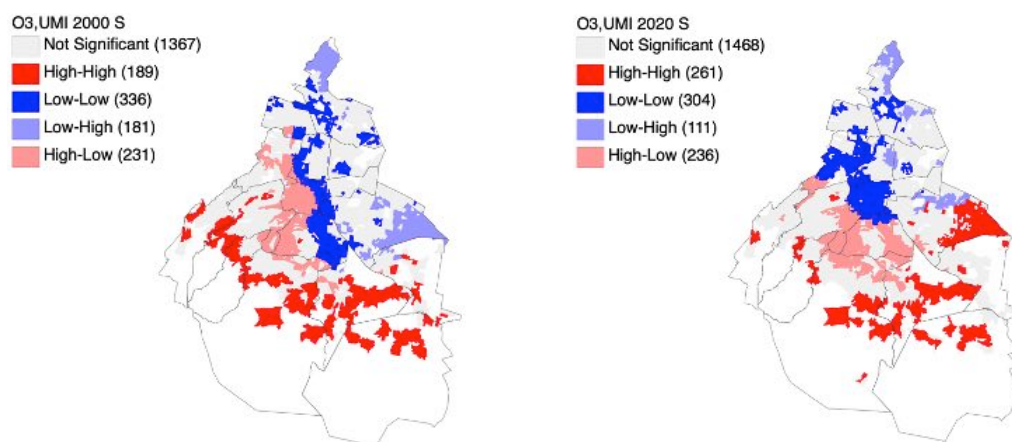 O3,UMI 2000 S
Not Significant (1367)
High-High (189)
Low-Low (336)
Low-High (181)
High-Low (231)
O3,UMI 2020 S
Not Significant (1468)
High-High (261)
Low-Low (304)
Low-High (111)
High-Low (236)